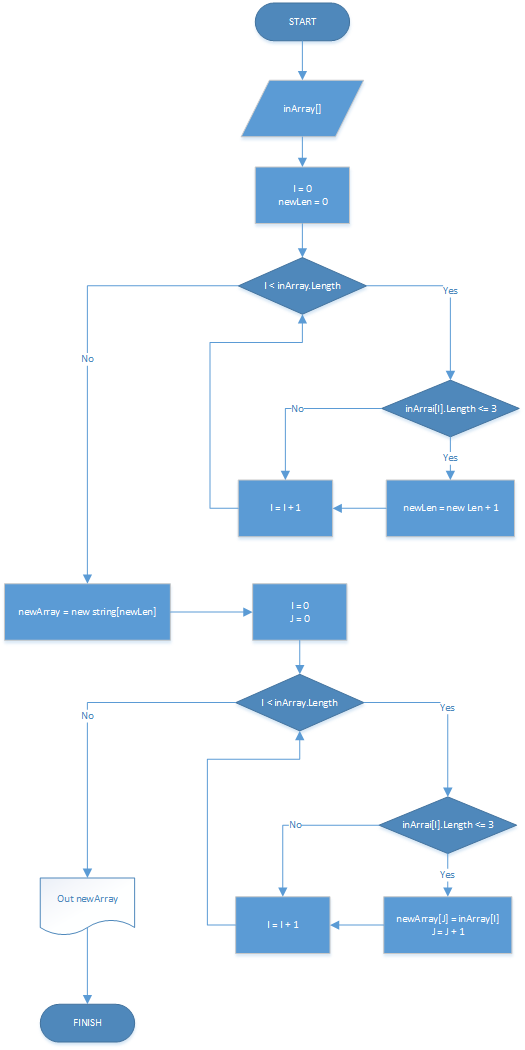 START
inArray[]
I = 0
newLen = 0
I < inArray.Length
Yes
No
inArrai[I].Length <= 3
No
Yes
I = I + 1
newLen = new Len + 1
newArray = new string[newLen]
I = 0
J = 0
I < inArray.Length
Yes
No
inArrai[I].Length <= 3
No
Yes
Out newArray
I = I + 1
newArray[J] = inArray[I]
J = J + 1
FINISH